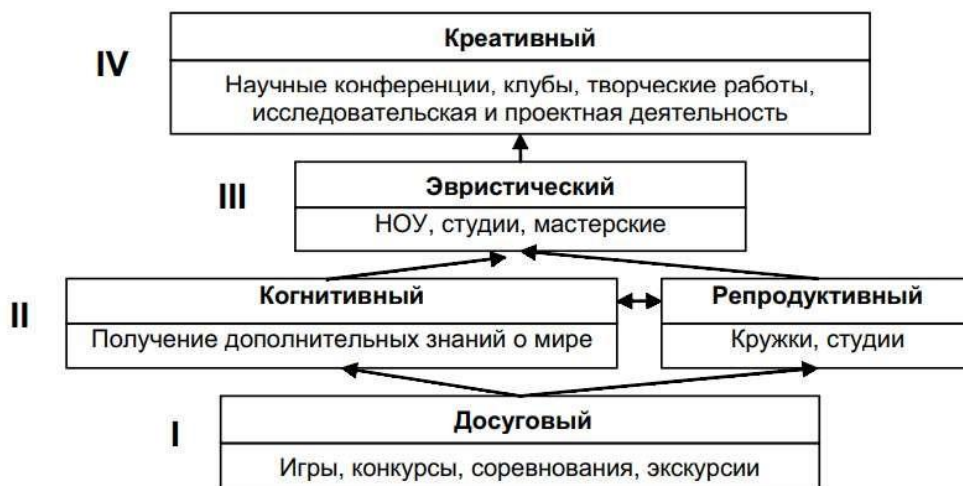 IV
Креативный
Научные конференции, клубы, творческие работы,
исследовательская и проектная деятельность
III
Эвристический
НОУ, студии, мастерские
II
Когнитивный
Получение дополнительных знаний о мире
Репродуктивный
Кружки, студии
I
Досуговый
Игры, конкурсы, соревнования, экскурсии